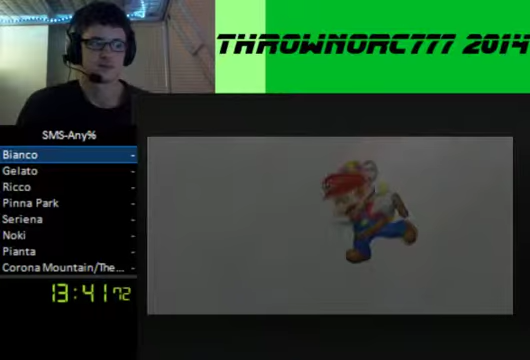 THROWNORC777 2014
SMS-Any%
Bianco -
Gelato -
Ricco -
Pinna Park -
Seriena -
Noki -
Pianta -
Corona Mountain/The... -
13:41 72